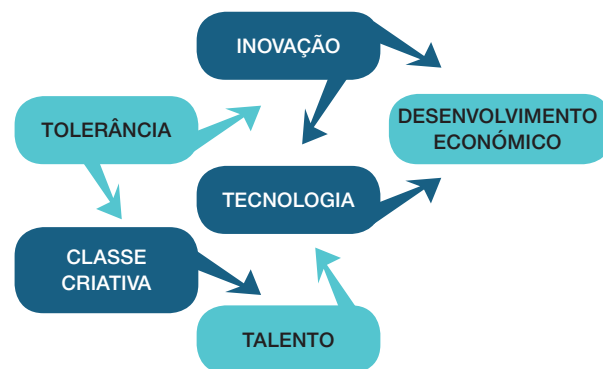 INOVAÇÃO
TOLERÂNCIA
DESENVOLVIMENTO
ECONÓMICO
TECNOLOGIA
CLASSE
CRIATIVA
TALENTO